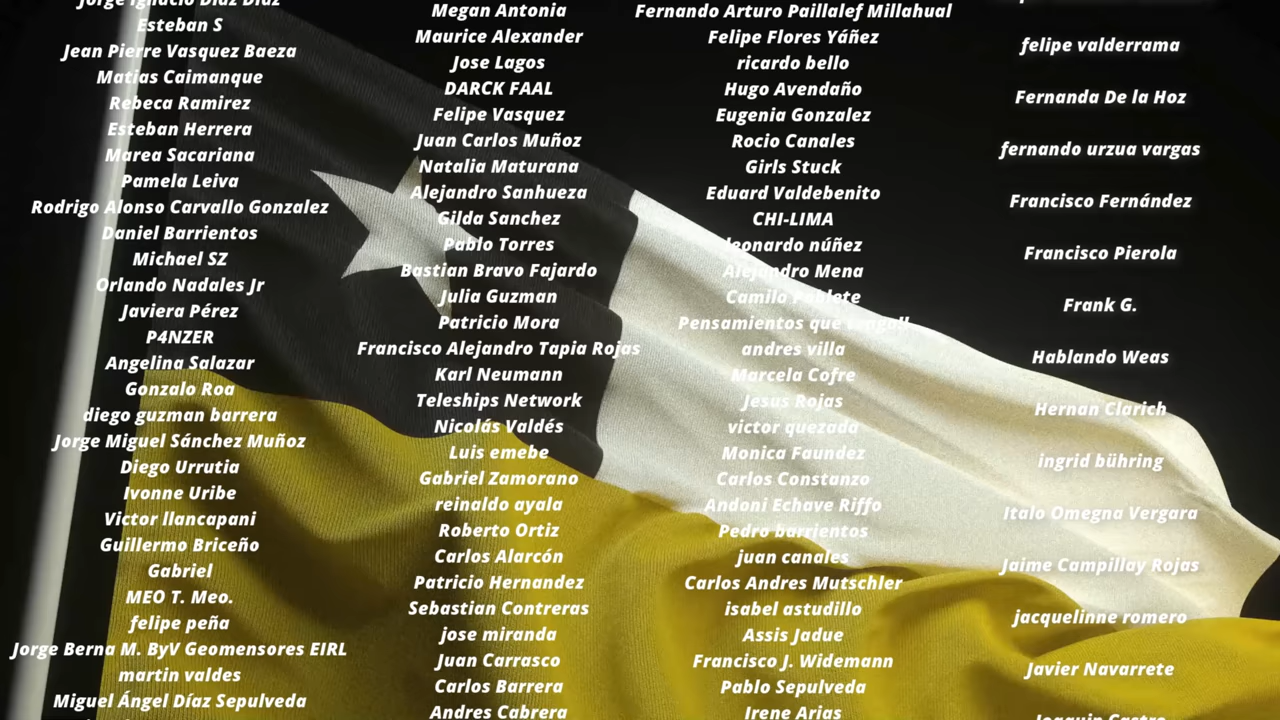 Jorge Ignacio Díaz Díaz
Esteban S
Jean Pierre Vasquez Baeza
Matias Caimanque
Rebeca Ramirez
Esteban Herrera
Marea Sacariana
Pamela Leiva
Rodrigo Alonso Carvallo Gonzalez
Daniel Barrientos
Michael SZ
Orlando Nadales Jr
Javiera Pérez
P4NZER
Angelina Salazar
Gonzalo Roa
diego guzman barrera
Jorge Miguel Sánchez Muñoz
Diego Urrutia
Ivonne Uribe
Victor llancapani
Guillermo Briceño
Gabriel
MEO T. Meo.
felipe peña
Jorge Berna M. ByV Geomensores EIRL
martin valdes
Miguel Ángel Díaz Sepulveda
Megan Antonia
Maurice Alexander
Jose Lagos
DARCK FAAL
Felipe Vasquez
Juan Carlos Muñoz
Natalia Maturana
Alejandro Sanhueza
Gilda Sanchez
Pablo Torres
Bastian Bravo Fajardo
Julia Guzman
Patricio Mora
Francisco Alejandro Tapia Rojas
Karl Neumann
Teleships Network
Nicolás Valdés
Luis emebe
Gabriel Zamorano
reinaldo ayala
Roberto Ortiz
Carlos Alarcón
Patricio Hernandez
Sebastian Contreras
jose miranda
Juan Carrasco
Carlos Barrera
Andres Cabrera
Fernando Arturo Paillalef Millahual
Felipe Flores Yáñez
ricardo bello
Hugo Avendaño
Eugenia Gonzalez
Rocio Canales
Girls Stuck
Eduard Valdebenito
CHI-LIMA
leonardo núñez
Alejandro Mena
Camilo Poblete
Pensamientos que
andres villa
Marcela Cofre
Jesus Rojas
victor quezada
Monica Faundez
Carlos Constanzo
Andoni Echave Riffo
Pedro barrientos
juan canales
Carlos Andres Mutschler
isabel astudillo
Assis Jadue
Francisco J. Widemann
Pablo Sepulveda
Irene Arias
felipe valderrama
Fernanda De la Hoz
fernando urzua vargas
Francisco Fernández
Francisco Pierola
Frank G.
Hablando Weas
Hernan Clarich
ingrid bühring
Italo Omegna Vergara
Jaime Campillay Rojas
jacquelinne romero
Javier Navarrete
Joaquin Castro